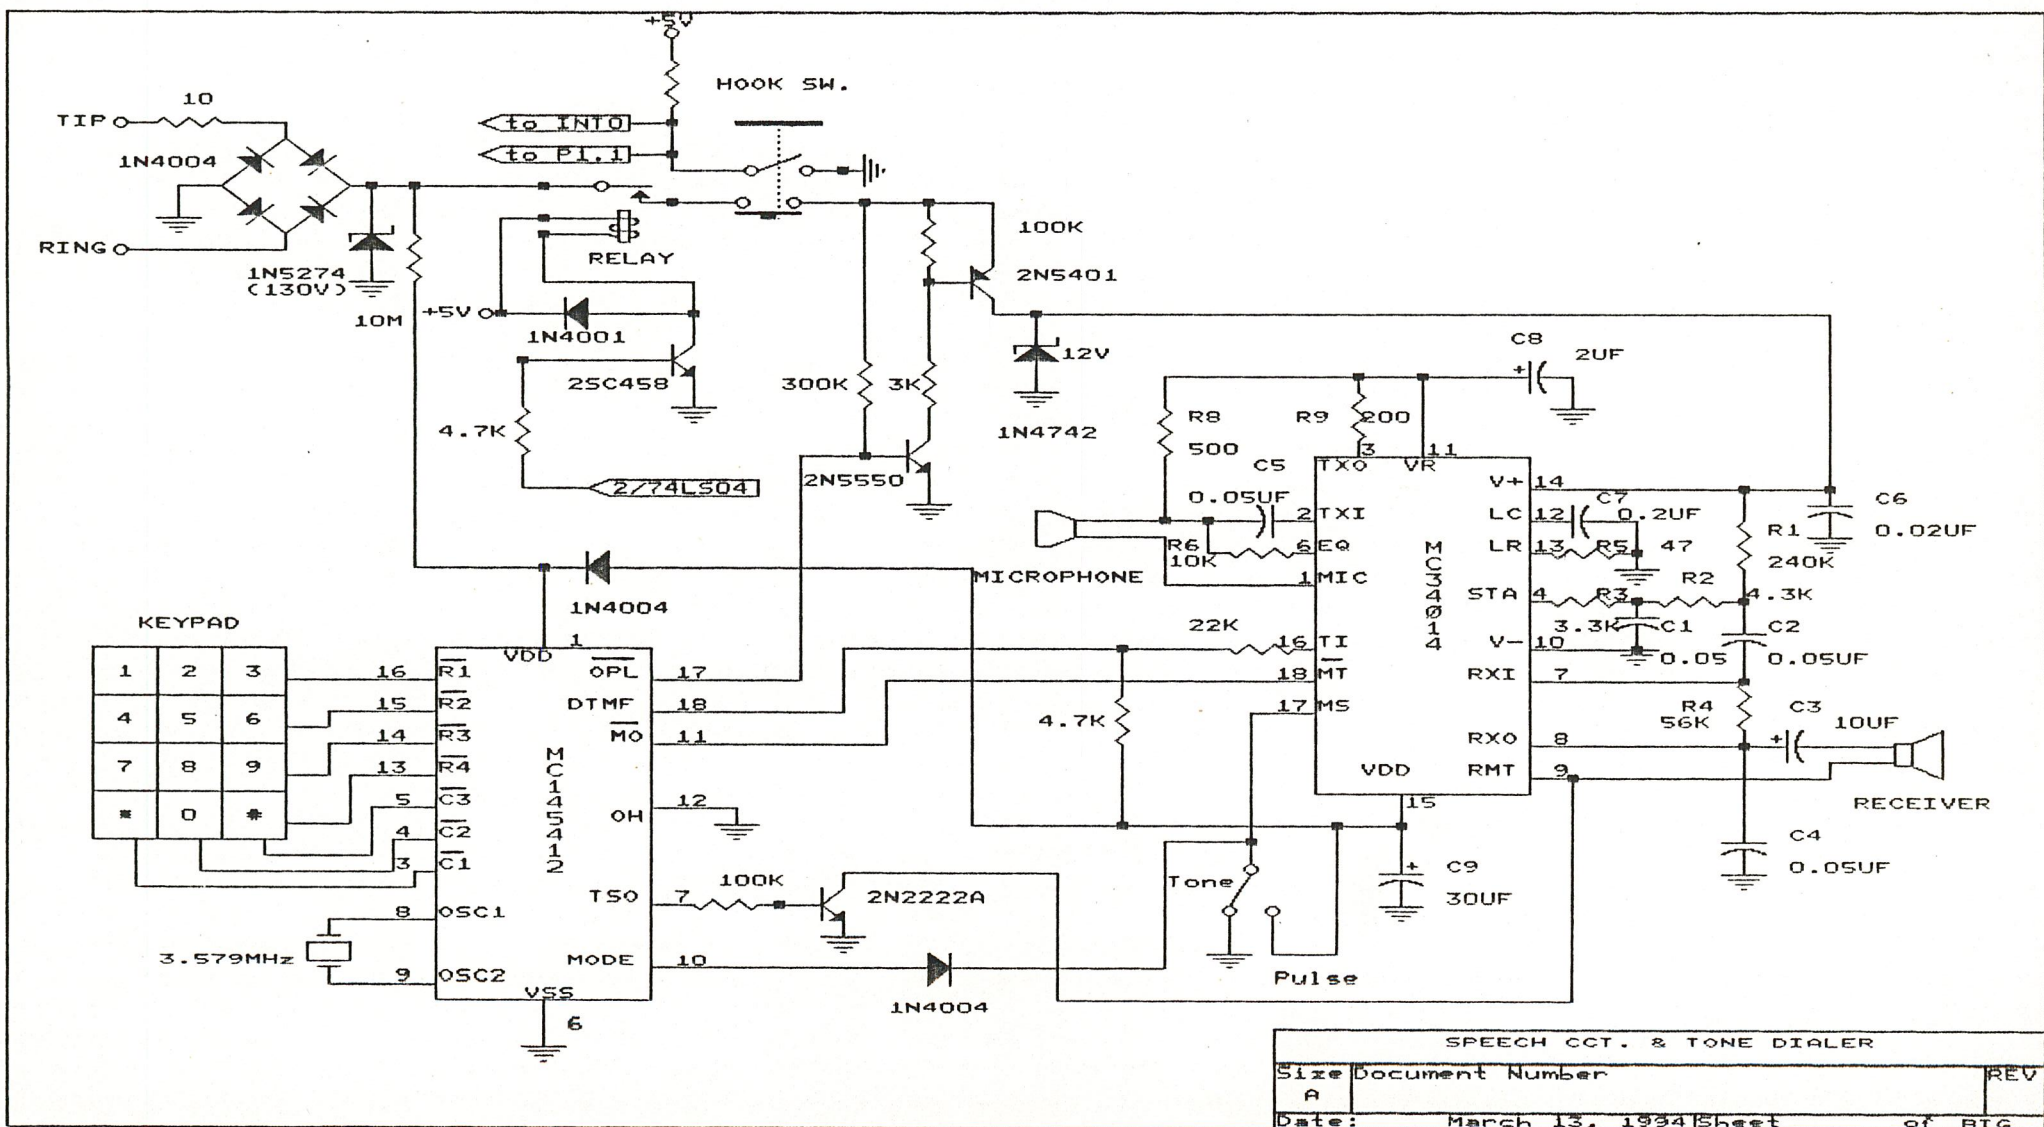 +5V
HOOK SW.
10
TIP
to INT0
to P1.1
1N4004
RING
1N5274
(130V)
RELAY
100K
2N5401
10M
+5V
1N4001
12V
C8
2UF
2SC458
300K
3K
4.7K
1N4742
R8
500
R9
200
3
11
TXO
VR
C5
0.05UF
2N5550
2/74LS04
V+
14
C7
0.2UF
C6
0.02UF
2
TXI
LC
12
R6
10K
6
EQ
LR
13
R5
47
R1
240K
MICROPHONE
1
MIC
MC34014
STA
4
R3
3.3K
R2
4.3K
1N4004
C1
0.05
C2
0.05UF
22K
16
TI
V-
10
18
MT
RXI
7
17
MS
R4
56K
C3
10UF
4.7K
RXO
8
VDD
RMT
9
15
RECEIVER
C4
0.05UF
C9
30UF
KEYPAD
1
2
3
4
5
6
7
8
9
*
0
#
1
VDD
16
R1
OPL
17
15
R2
DTMF
18
14
R3
MO
11
13
R4
MC145412
5
C3
OH
12
4
C2
3
C1
TSO
7
100K
2N2222A
Tone
Pulse
8
OSC1
3.579MHz
9
OSC2
MODE
10
1N4004
VSS
6
SPEECH CCT. & TONE DIALER
Size
Document Number
REV
A
Date:
March 13, 1994
Sheet
of